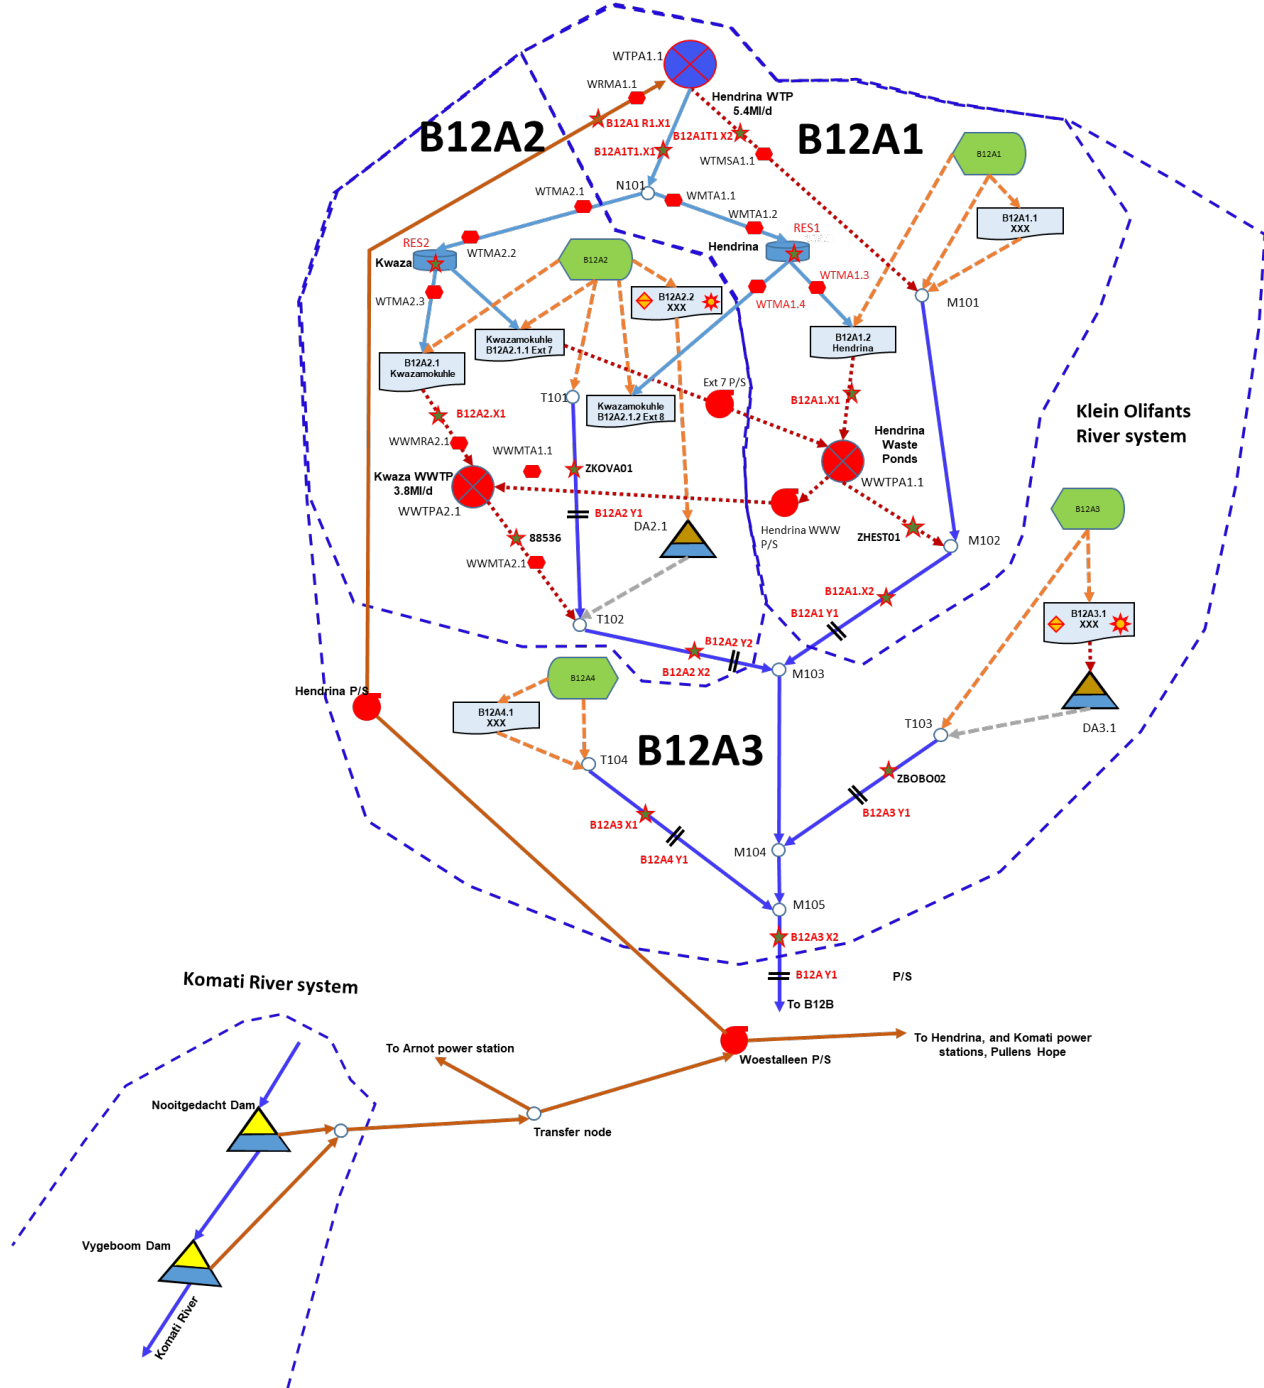 WTPA1.1
WRMA1.1
Hendrina WTP
5.4Ml/d
B12A1 R1.X1
B12A2
B12A1T1 X2
B12A1
B12A1T1.X1
WTMSA1.1
B12A1
N101
WTMA2.1
WMTA1.1
B12A1.1
XXX
WMTA1.2
RES1
RES2
Hendrina
Kwaza
WTMA2.2
B12A2
WTMA1.3
WTMA2.3
B12A2.2
XXX
WTMA1.4
M101
Kwazamokuhle
B12A2.1.1 Ext 7
B12A1.2
Hendrina
B12A2.1
Kwazamokuhle
Ext 7 P/S
T101
Kwazamokuhle
B12A2.1.2 Ext 8
B12A1.X1
Klein Olifants
River system
B12A2.X1
WWMRA2.1
WWMTA1.1
Hendrina
Waste
Ponds
ZKOVA01
Kwaza WWTP
3.8Ml/d
WWTPA1.1
WWTPA2.1
B12A2 Y1
DA2.1
B12A3
Hendrina WWW
P/S
ZHEST01
88536
M102
WWMTA2.1
B12A1.X2
B12A1 Y1
B12A3.1
XXX
T102
B12A2 Y2
B12A2 X2
M103
B12A4
Hendrina P/S
B12A4.1
XXX
T103
DA3.1
B12A3
T104
ZBOBO02
B12A3 X1
B12A3 Y1
M104
B12A4 Y1
M105
B12A3 X2
B12A Y1
P/S
Komati River system
To B12B
To Arnot power station
To Hendrina, and Komati power
stations, Pullens Hope
Woestalleen P/S
Nooitgedacht Dam
Transfer node
Vygeboom Dam
Komati River